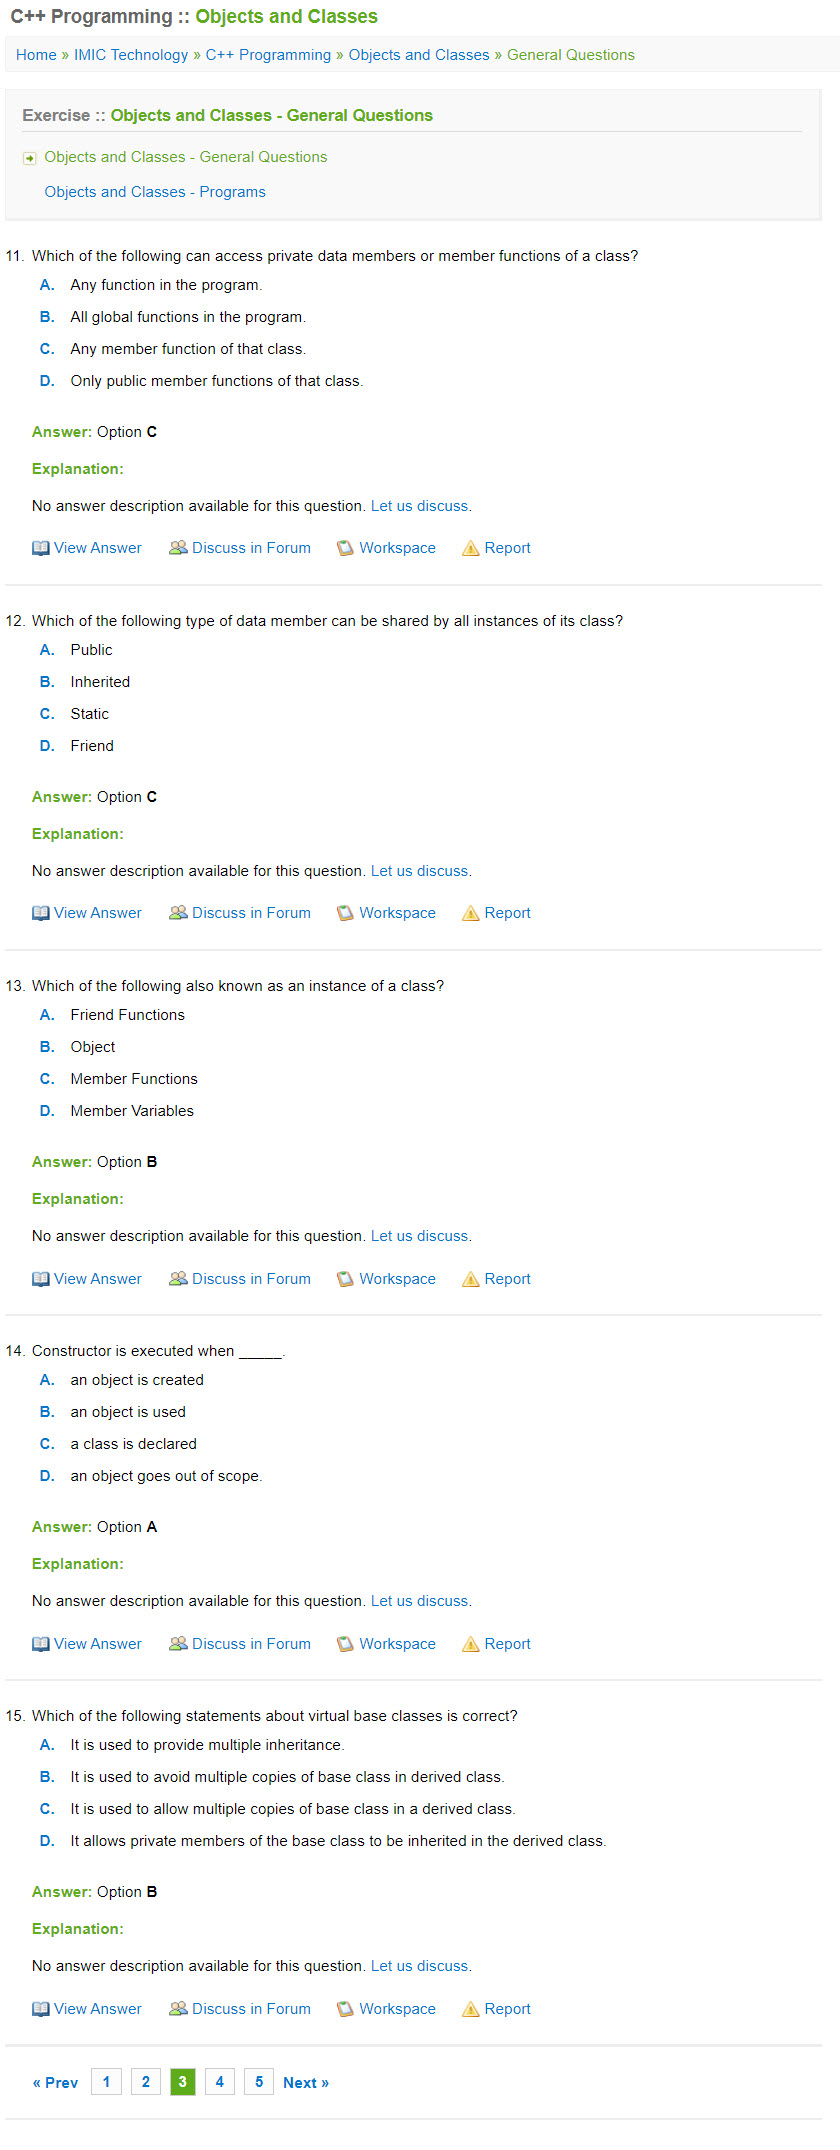 C++ Programming :: Objects and Classes
Home » IMIC Technology » C++ Programming » Objects and Classes » General Questions
Exercise :: Objects and Classes - General Questions
Objects and Classes - General Questions
Objects and Classes - Programs
11. Which of the following can access private data members or member functions of a class?
A. Any function in the program.
B. All global functions in the program.
C. Any member function of that class.
D. Only public member functions of that class.
Answer: Option C
Explanation:
No answer description available for this question. Let us discuss.
View Answer Discuss in Forum Workspace Report
12. Which of the following type of data member can be shared by all instances of its class?
A. Public
B. Inherited
C. Static
D. Friend
Answer: Option C
Explanation:
No answer description available for this question. Let us discuss.
View Answer Discuss in Forum Workspace Report
13. Which of the following also known as an instance of a class?
A. Friend Functions
B. Object
C. Member Functions
D. Member Variables
Answer: Option B
Explanation:
No answer description available for this question. Let us discuss.
View Answer Discuss in Forum Workspace Report
14. Constructor is executed when _____.
A. an object is created
B. an object is used
C. a class is declared
D. an object goes out of scope.
Answer: Option A
Explanation:
No answer description available for this question. Let us discuss.
View Answer Discuss in Forum Workspace Report
15. Which of the following statements about virtual base classes is correct?
A. It is used to provide multiple inheritance.
B. It is used to avoid multiple copies of base class in derived class.
C. It is used to allow multiple copies of base class in a derived class.
D. It allows private members of the base class to be inherited in the derived class.
Answer: Option B
Explanation:
No answer description available for this question. Let us discuss.
View Answer Discuss in Forum Workspace Report
« Prev 1 2 3 4 5 Next »